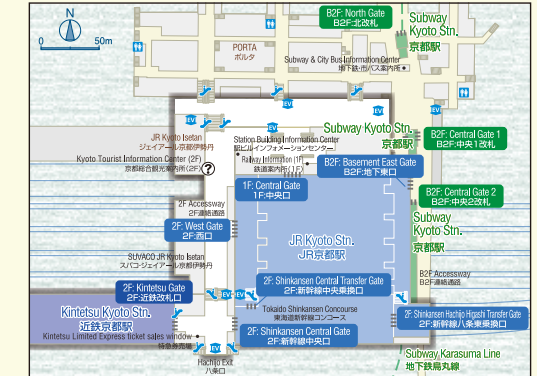 N
0 50m
B2F: North Gate
B2F:北改札
Subway
Kyoto Stn.
京都駅
PORTA
ポルタ
Subway & City Bus Information Center
地下鉄・市バス案内所
EV
EV
EV
EV
JR Kyoto Isetan
ジェイアール京都伊勢丹
Station Building Information Center
駅ビルインフォメーションセンター
Subway Kyoto Stn.
京都駅
B2F: Central Gate 1
B2F:中央1改札
Kyoto Tourist Information Center (2F)
京都総合観光案内所(2F)
?
Railway Information (1F)
鉄道案内所(1F)
B2F: Basement East Gate
B2F:地下東口
1F: Central Gate
1F:中央口
B2F: Central Gate 2
B2F:中央2改札
2F Accessway
2F連絡通路
Subway
Kyoto Stn.
京都駅
2F: West Gate
2F:西口
JR Kyoto Stn.
JR京都駅
SUVACO JR Kyoto Isetan
スバコ・ジェイアール京都伊勢丹
B2F Accessway
B2F連絡通路
2F: Kintetsu Gate
2F:近鉄改札口
2F: Shinkansen Central Transfer Gate
2F:新幹線中央乗換口
EV
EV
Kintetsu Kyoto Stn.
近鉄京都駅
Tokaido Shinkansen Concourse
東海道新幹線コンコース
2F: Shinkansen Hachijo Higashi Transfer Gate
2F:新幹線八条東乗換口
Kintetsu Limited Express ticket sales window
特急券売場
2F: Shinkansen Central Gate
2F:新幹線中央口
EV
Hachijo Exit
八条口
Subway Karasuma Line
地下鉄烏丸線